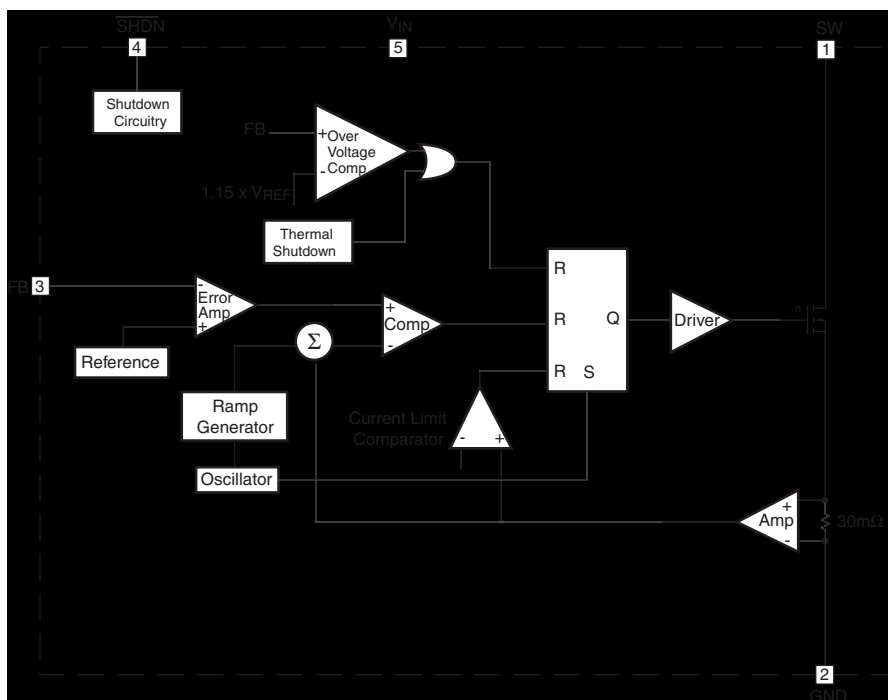 SHDN
VIN
SW
4
5
1
Shutdown
Circuitry
FB
+
Over
Voltage
Comp
-
1.15 x VREF
Thermal
Shutdown
R
FB
3
-
Error
Amp
+
+
Comp
-
R
Q
Driver
n
Σ
Reference
R
S
Ramp
Generator
Current Limit
Comparator
-
+
Oscillator
+
Amp
-
30mΩ
2
GND